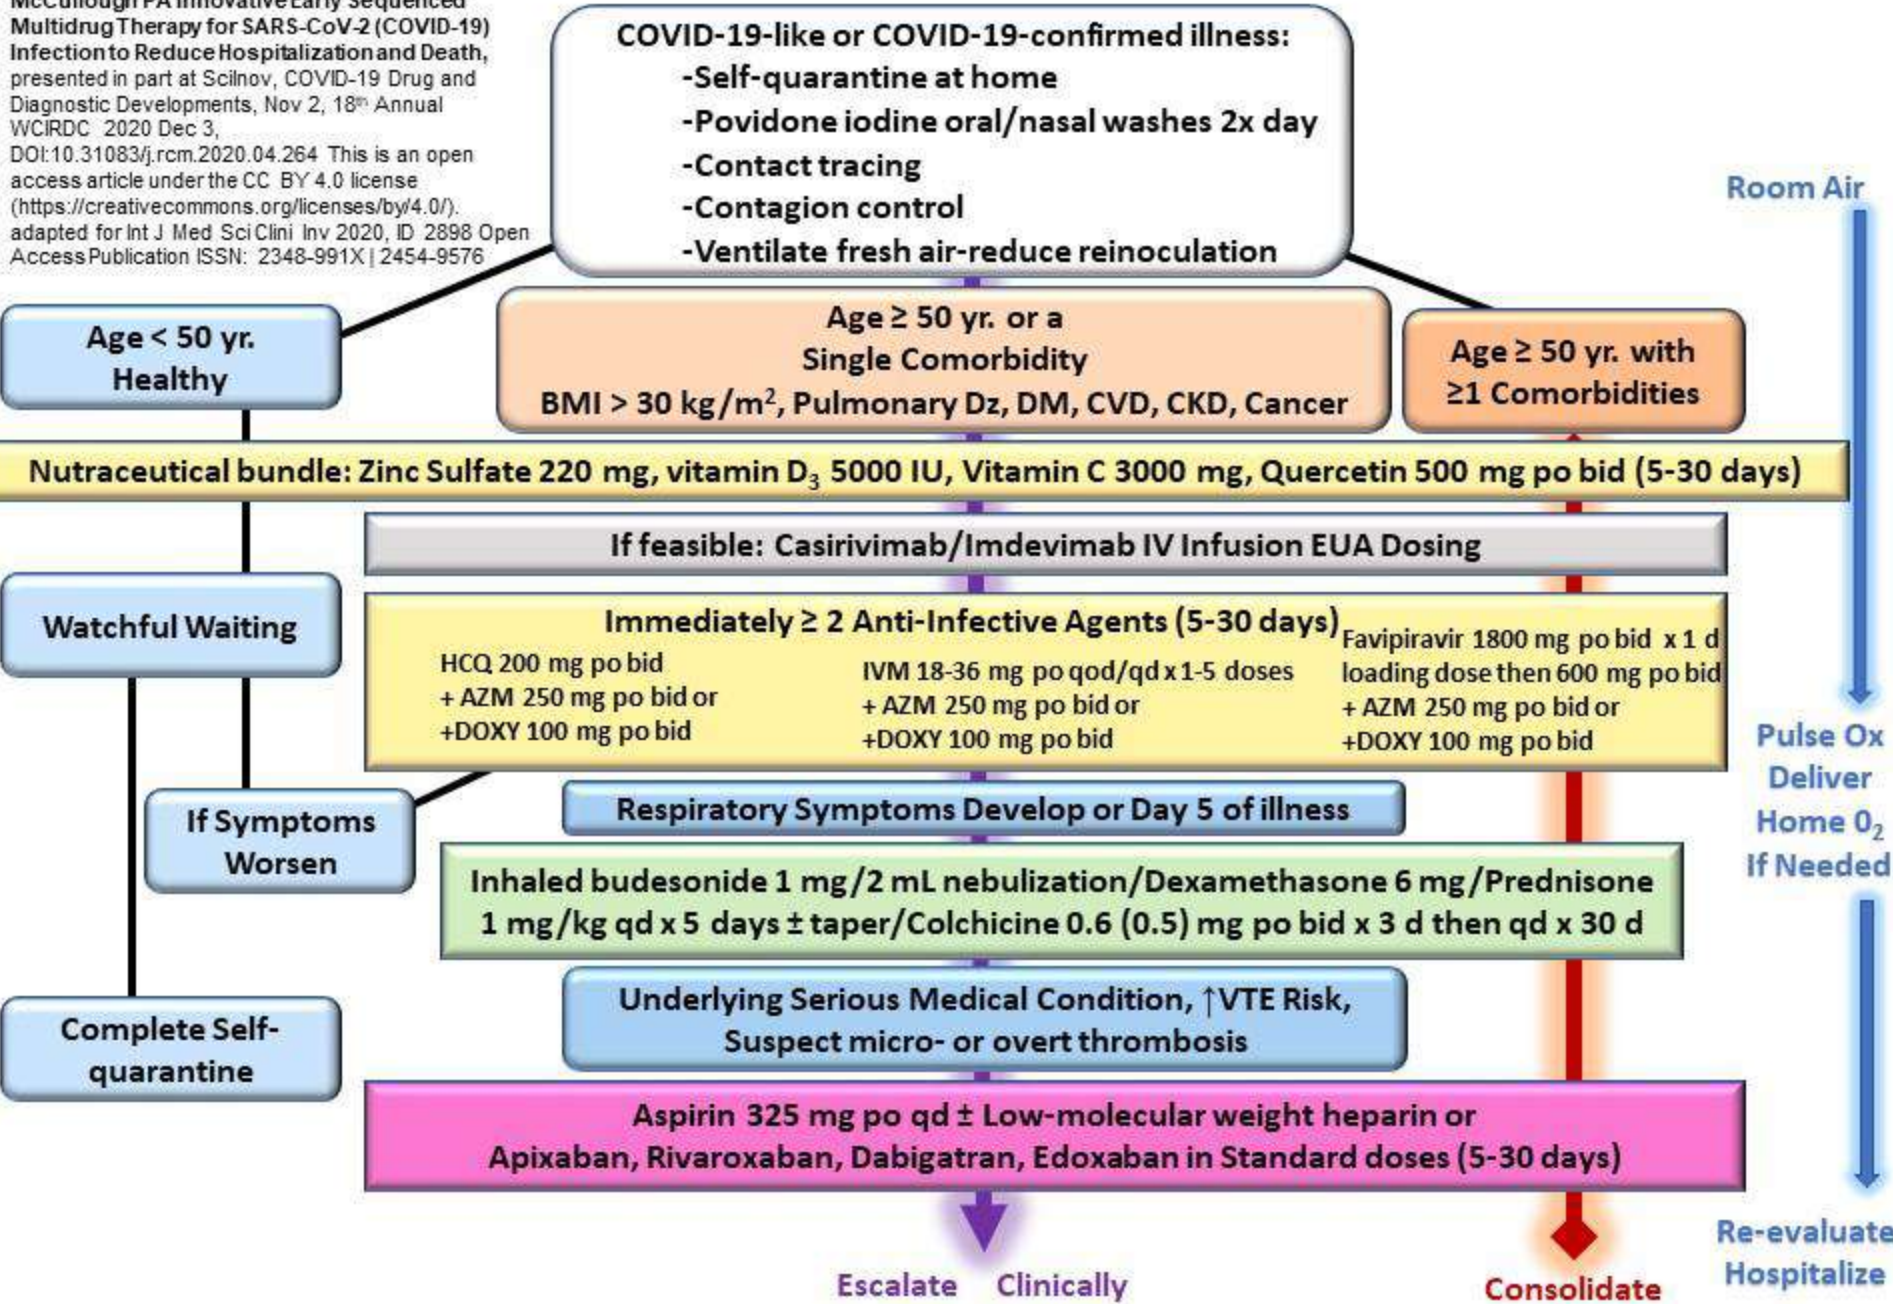 McCullough PA Innovative Early Sequenced
Multidrug Therapy for SARS-CoV-2 (COVID-19)
Infection to Reduce Hospitalization and Death,
presented in part at Scilnov, COVID-19 Drug and
Diagnostic Developments, Nov 2, 18th Annual
WCIRDC 2020 Dec 3,
DOI:10.31083/j.rcm.2020.04.264 This is an open
access article under the CC BY 4.0 license
(https://creativecommons.org/licenses/by/4.0/).
adapted for Int J Med Sci Clini Inv 2020, ID 2898 Open
Access Publication ISSN: 2348-991X | 2454-9576
COVID-19-like or COVID-19-confirmed illness:
-Self-quarantine at home
-Povidone iodine oral/nasal washes 2x day
-Contact tracing
-Contagion control
-Ventilate fresh air-reduce reinoculation
Room Air
Age < 50 yr.
Healthy
Age ≥ 50 yr. or a
Single Comorbidity
BMI > 30 kg/m², Pulmonary Dz, DM, CVD, CKD, Cancer
Age ≥ 50 yr. with
≥1 Comorbidities
Nutraceutical bundle: Zinc Sulfate 220 mg, vitamin D₃ 5000 IU, Vitamin C 3000 mg, Quercetin 500 mg po bid (5-30 days)
If feasible: Casirivimab/Imdevimab IV Infusion EUA Dosing
Watchful Waiting
Immediately ≥ 2 Anti-Infective Agents (5-30 days)
HCQ 200 mg po bid
+ AZM 250 mg po bid or
+DOXY 100 mg po bid
IVM 18-36 mg po qod/qd x 1-5 doses
+ AZM 250 mg po bid or
+DOXY 100 mg po bid
Favipiravir 1800 mg po bid x 1 d
loading dose then 600 mg po bid
+ AZM 250 mg po bid or
+DOXY 100 mg po bid
Pulse Ox
Deliver
Home 0₂
If Needed
If Symptoms
Worsen
Respiratory Symptoms Develop or Day 5 of illness
Inhaled budesonide 1 mg/2 mL nebulization/Dexamethasone 6 mg/Prednisone
1 mg/kg qd x 5 days ± taper/Colchicine 0.6 (0.5) mg po bid x 3 d then qd x 30 d
Underlying Serious Medical Condition, ↑VTE Risk,
Suspect micro- or overt thrombosis
Complete Self-
quarantine
Aspirin 325 mg po qd ± Low-molecular weight heparin or
Apixaban, Rivaroxaban, Dabigatran, Edoxaban in Standard doses (5-30 days)
Escalate Clinically
Consolidate
Re-evaluate
Hospitalize